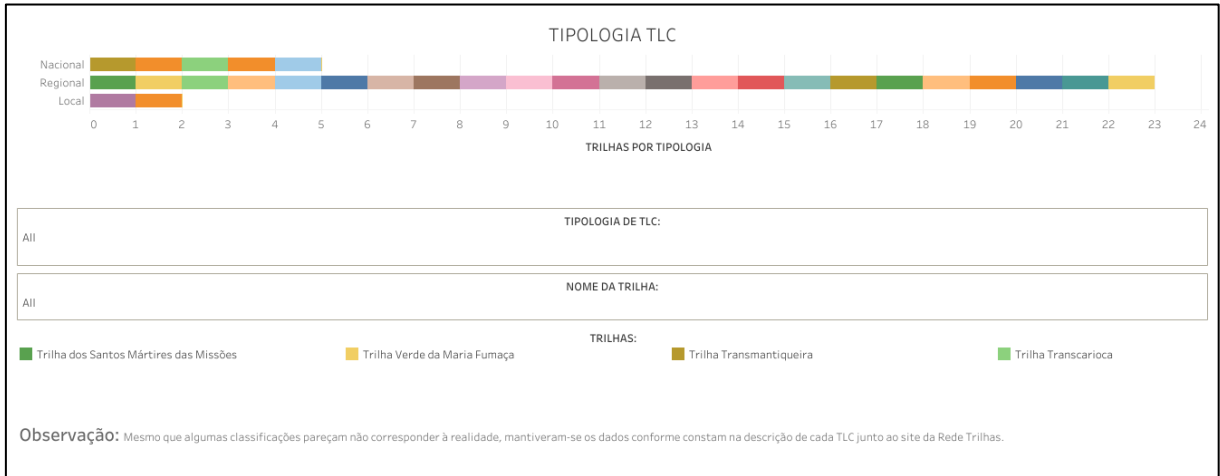 TIPOLOGIA TLC
Nacional
Regional
Local
0 1 2 3 4 5 6 7 8 9 10 11 12 13 14 15 16 17 18 19 20 21 22 23 24
TRILHAS POR TIPOLOGIA
TIPOLOGIA DE TLC:
All
NOME DA TRILHA:
All
TRILHAS:
Trilha dos Santos Mártires das Missões Trilha Verde da Maria Fumaça Trilha Transmantiqueira Trilha Transcarioca
Observação: Mesmo que algumas classificações pareçam não corresponder à realidade, mantiveram-se os dados conforme constam na descrição de cada TLC junto ao site da Rede Trilhas.